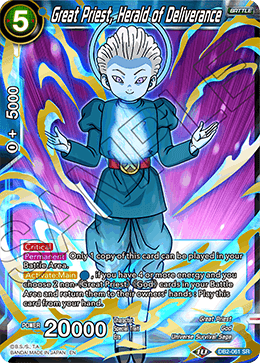 5
Great Priest, Herald of Deliverance
BATTLE
0 + 5000
Critical
Permanent Only 1 copy of this card can be played in your
Battle Area.
Activate:Main , if you have 4 or more energy and you
choose 2 non-《Great Priest》《God》 cards in your Battle
Area and return them to their owners' hands : Play this
card from your hand.
Great Priest
God
Universe Survival Saga
POWER 20000
BANDAI MADE IN JAPAN EN
DB2-061 SR